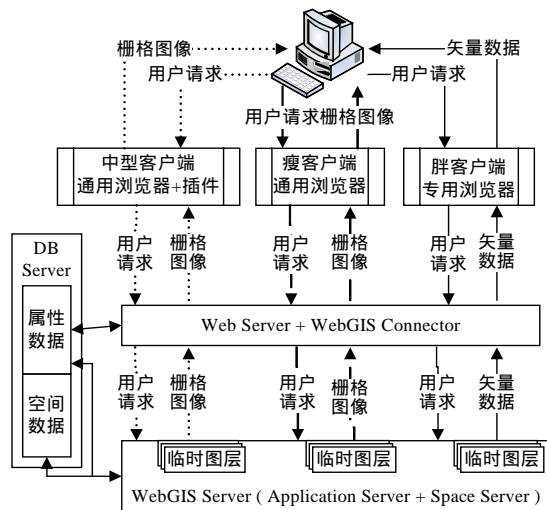 栅格图像
矢量数据
用户请求
用户请求
用户请求栅格图像
中型客户端
通用浏览器+插件
瘦客户端
通用浏览器
胖客户端
专用浏览器
DB
Server
用户
请求
栅格
图像
用户
请求
栅格
图像
用户
请求
矢量
数据
属性
数据
Web Server + WebGIS Connector
空间
数据
用户
请求
栅格
图像
用户
请求
栅格
图像
用户
请求
矢量
数据
临时图层
临时图层
临时图层
WebGIS Server ( Application Server + Space Server )